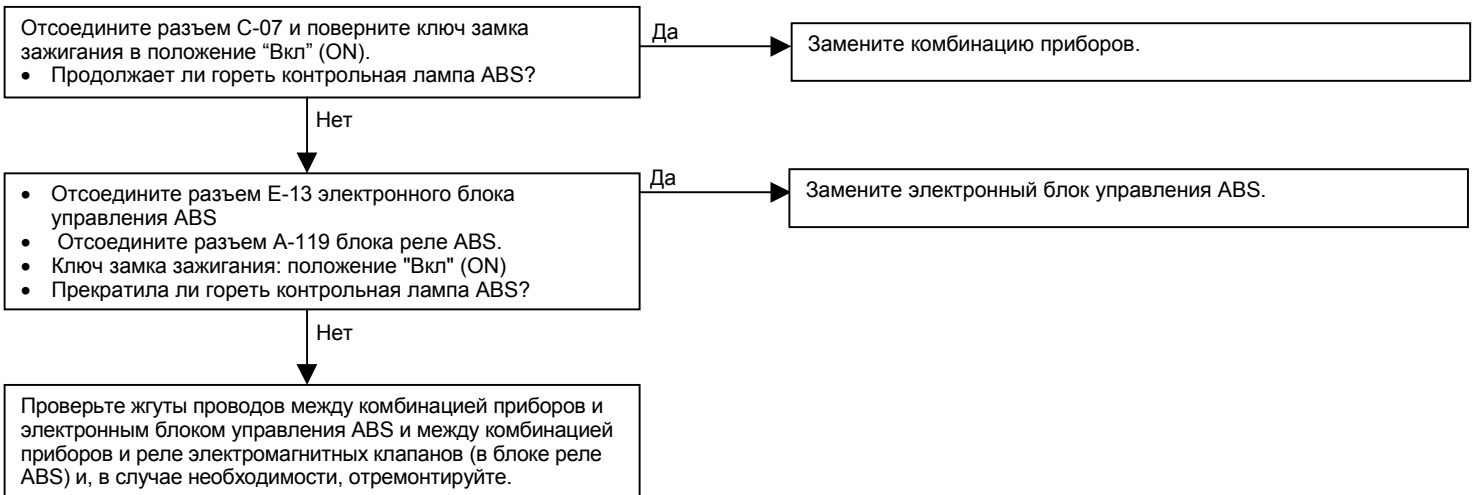 Отсоедините разъем С-07 и поверните ключ замка
зажигания в положение “Вкл” (ON).
• Продолжает ли гореть контрольная лампа ABS?
Да
Замените комбинацию приборов.
Нет
• Отсоедините разъем Е-13 электронного блока
управления ABS
• Отсоедините разъем А-119 блока реле ABS.
• Ключ замка зажигания: положение "Вкл" (ON)
• Прекратила ли гореть контрольная лампа ABS?
Да
Замените электронный блок управления ABS.
Нет
Проверьте жгуты проводов между комбинацией приборов и
электронным блоком управления ABS и между комбинацией
приборов и реле электромагнитных клапанов (в блоке реле
ABS) и, в случае необходимости, отремонтируйте.